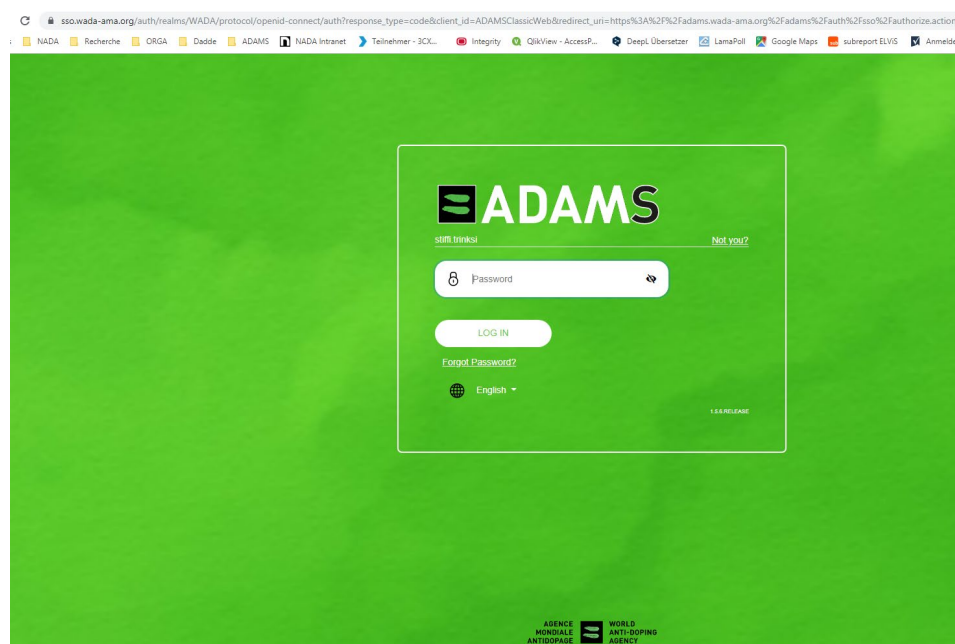 sso.wada-ama.org/auth/realms/WADA/protocol/openid-connect/auth?response_type=code&client_id=ADAMSClassicWeb&redirect_uri=https%3A%2F%2Fadams.wada-ama.org%2Fadams%2Fauth%2Fsso%2Fauthorize.action
NADA Recherche ORGA Dadde ADAMS NADA Intranet Teilnehmer - 3CX... Integrity QlikView - AccessP... DeepL Übersetzer LamaPoll Google Maps subreport ELViS Anmelde
ADAMS
stiffi.trinksi Not you?
Password
LOG IN
Forgot Password?
English
1.5.6 RELEASE
AGENCE WORLD
MONDIALE ANTI-DOPING
ANTIDOPAGE AGENCY